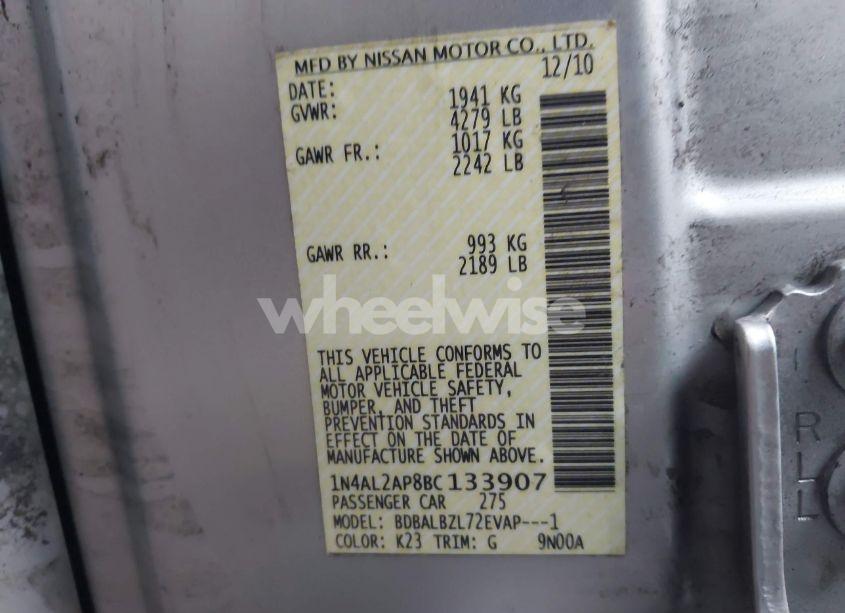 MFD BY NISSAN MOTOR CO., LTD.
DATE: 12/10
GVWR: 1941 KG
4279 LB
GAWR FR.: 1017 KG
2242 LB
GAWR RR.: 993 KG
2189 LB
wheelwise
THIS VEHICLE CONFORMS TO
ALL APPLICABLE FEDERAL
MOTOR VEHICLE SAFETY,
BUMPER, AND THEFT
PREVENTION STANDARDS IN
EFFECT ON THE DATE OF
MANUFACTURE SHOWN ABOVE.
1N4AL2AP8BC133907
PASSENGER CAR 275
MODEL: BDBALBZL72EVAP---1
COLOR: K23 TRIM: G 9N00A
RLL